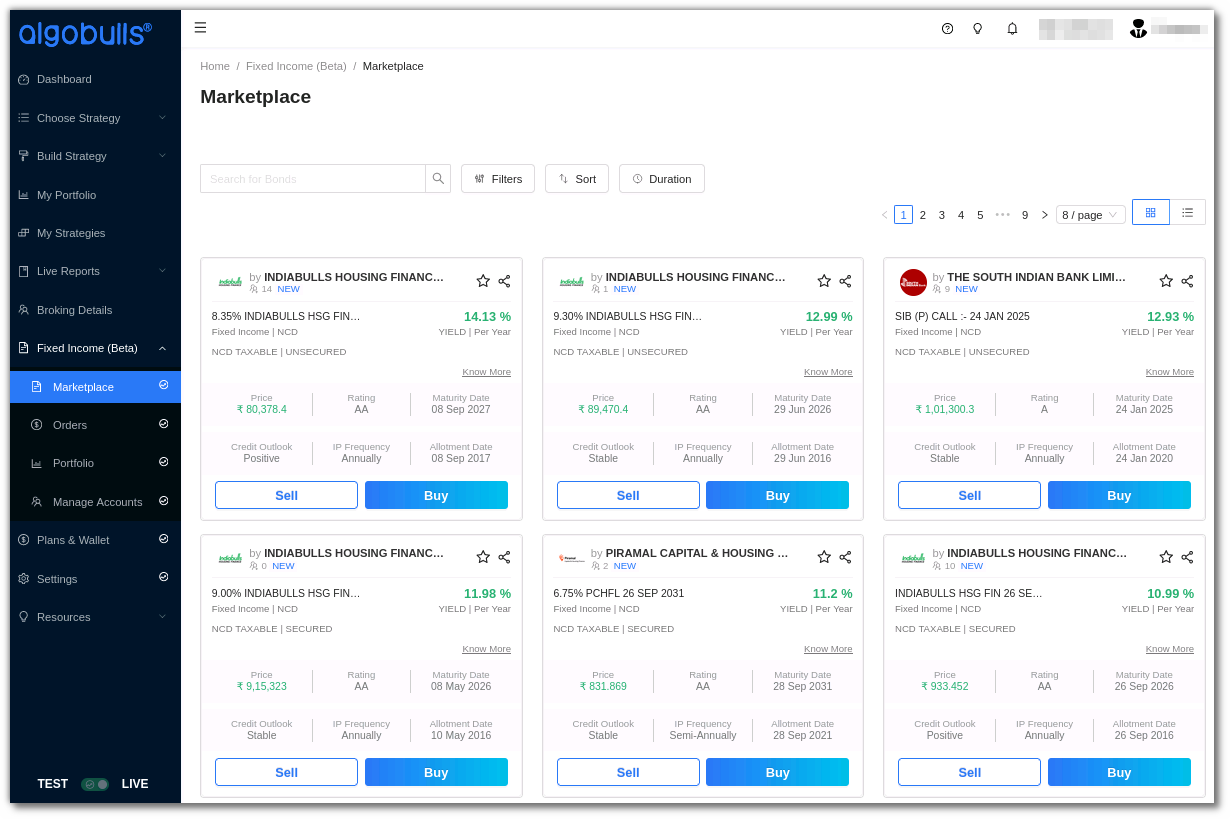 algobulls®
Dashboard
Choose Strategy
Build Strategy
My Portfolio
My Strategies
Live Reports
Broking Details
Fixed Income (Beta)
Marketplace
Orders
Portfolio
Manage Accounts
Plans & Wallet
Settings
Resources
TEST LIVE
Home / Fixed Income (Beta) / Marketplace
Marketplace
Search for Bonds Filters Sort Duration
1 2 3 4 5 ••• 9 8 / page
by INDIABULLS HOUSING FINANC…
14 NEW
8.35% INDIABULLS HSG FIN… 14.13 %
Fixed Income | NCD YIELD | Per Year
NCD TAXABLE | UNSECURED
Know More
Price Rating Maturity Date
₹ 80,378.4 AA 08 Sep 2027
Credit Outlook IP Frequency Allotment Date
Positive Annually 08 Sep 2017
Sell Buy
by INDIABULLS HOUSING FINANC…
1 NEW
9.30% INDIABULLS HSG FIN… 12.99 %
Fixed Income | NCD YIELD | Per Year
NCD TAXABLE | UNSECURED
Know More
Price Rating Maturity Date
₹ 89,470.4 AA 29 Jun 2026
Credit Outlook IP Frequency Allotment Date
Stable Annually 29 Jun 2016
Sell Buy
by THE SOUTH INDIAN BANK LIMI…
9 NEW
SIB (P) CALL :- 24 JAN 2025 12.93 %
Fixed Income | NCD YIELD | Per Year
NCD TAXABLE | UNSECURED
Know More
Price Rating Maturity Date
₹ 1,01,300.3 A 24 Jan 2025
Credit Outlook IP Frequency Allotment Date
Stable Annually 24 Jan 2020
Sell Buy
by INDIABULLS HOUSING FINANC…
0 NEW
9.00% INDIABULLS HSG FIN… 11.98 %
Fixed Income | NCD YIELD | Per Year
NCD TAXABLE | SECURED
Know More
Price Rating Maturity Date
₹ 9,15,323 AA 08 May 2026
Credit Outlook IP Frequency Allotment Date
Stable Annually 10 May 2016
Sell Buy
by PIRAMAL CAPITAL & HOUSING …
2 NEW
6.75% PCHFL 26 SEP 2031 11.2 %
Fixed Income | NCD YIELD | Per Year
NCD TAXABLE | SECURED
Know More
Price Rating Maturity Date
₹ 831.869 AA 28 Sep 2031
Credit Outlook IP Frequency Allotment Date
Stable Semi-Annually 28 Sep 2021
Sell Buy
by INDIABULLS HOUSING FINANC…
10 NEW
INDIABULLS HSG FIN 26 SE… 10.99 %
Fixed Income | NCD YIELD | Per Year
NCD TAXABLE | SECURED
Know More
Price Rating Maturity Date
₹ 933.452 AA 26 Sep 2026
Credit Outlook IP Frequency Allotment Date
Positive Annually 26 Sep 2016
Sell Buy